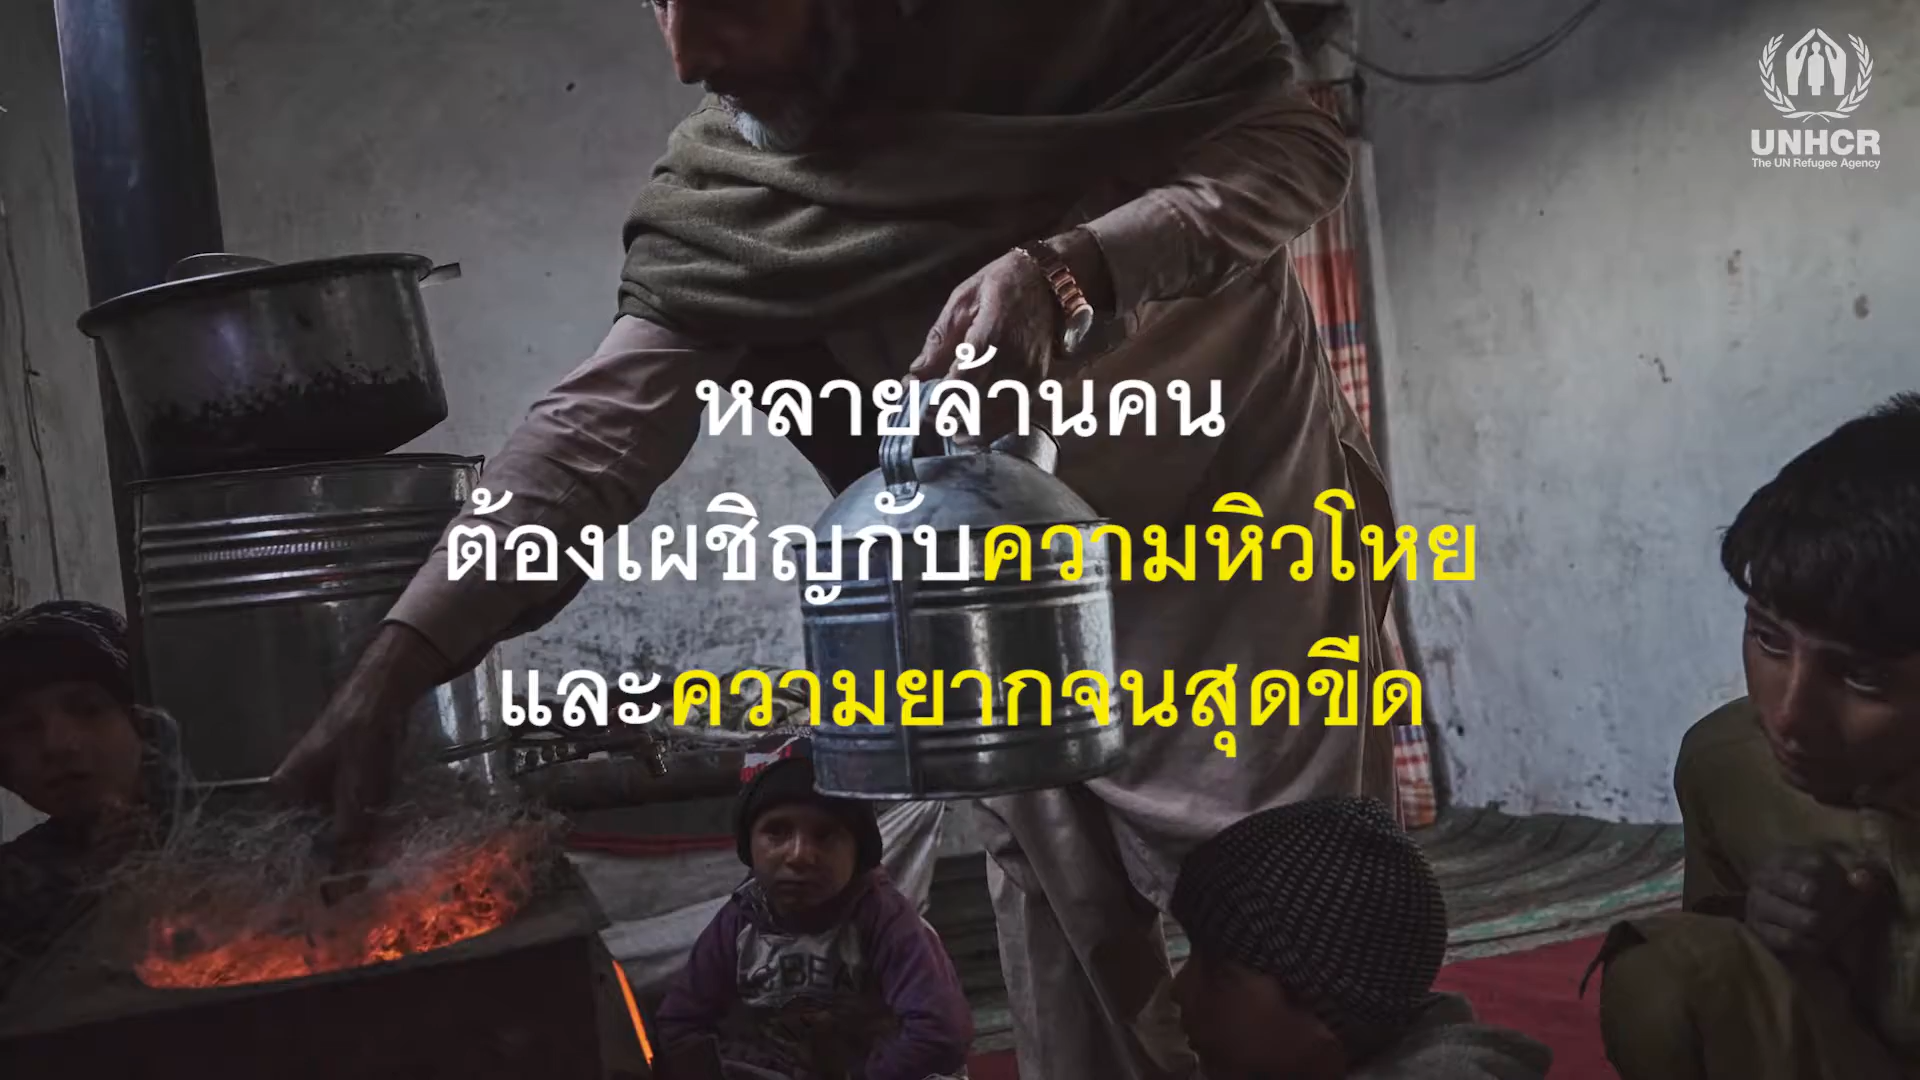 UNHCR
The UN Refugee Agency
หลายล้านคน
ต้องเผชิญกับความหิวโหย
และความยากจนสุดขีด